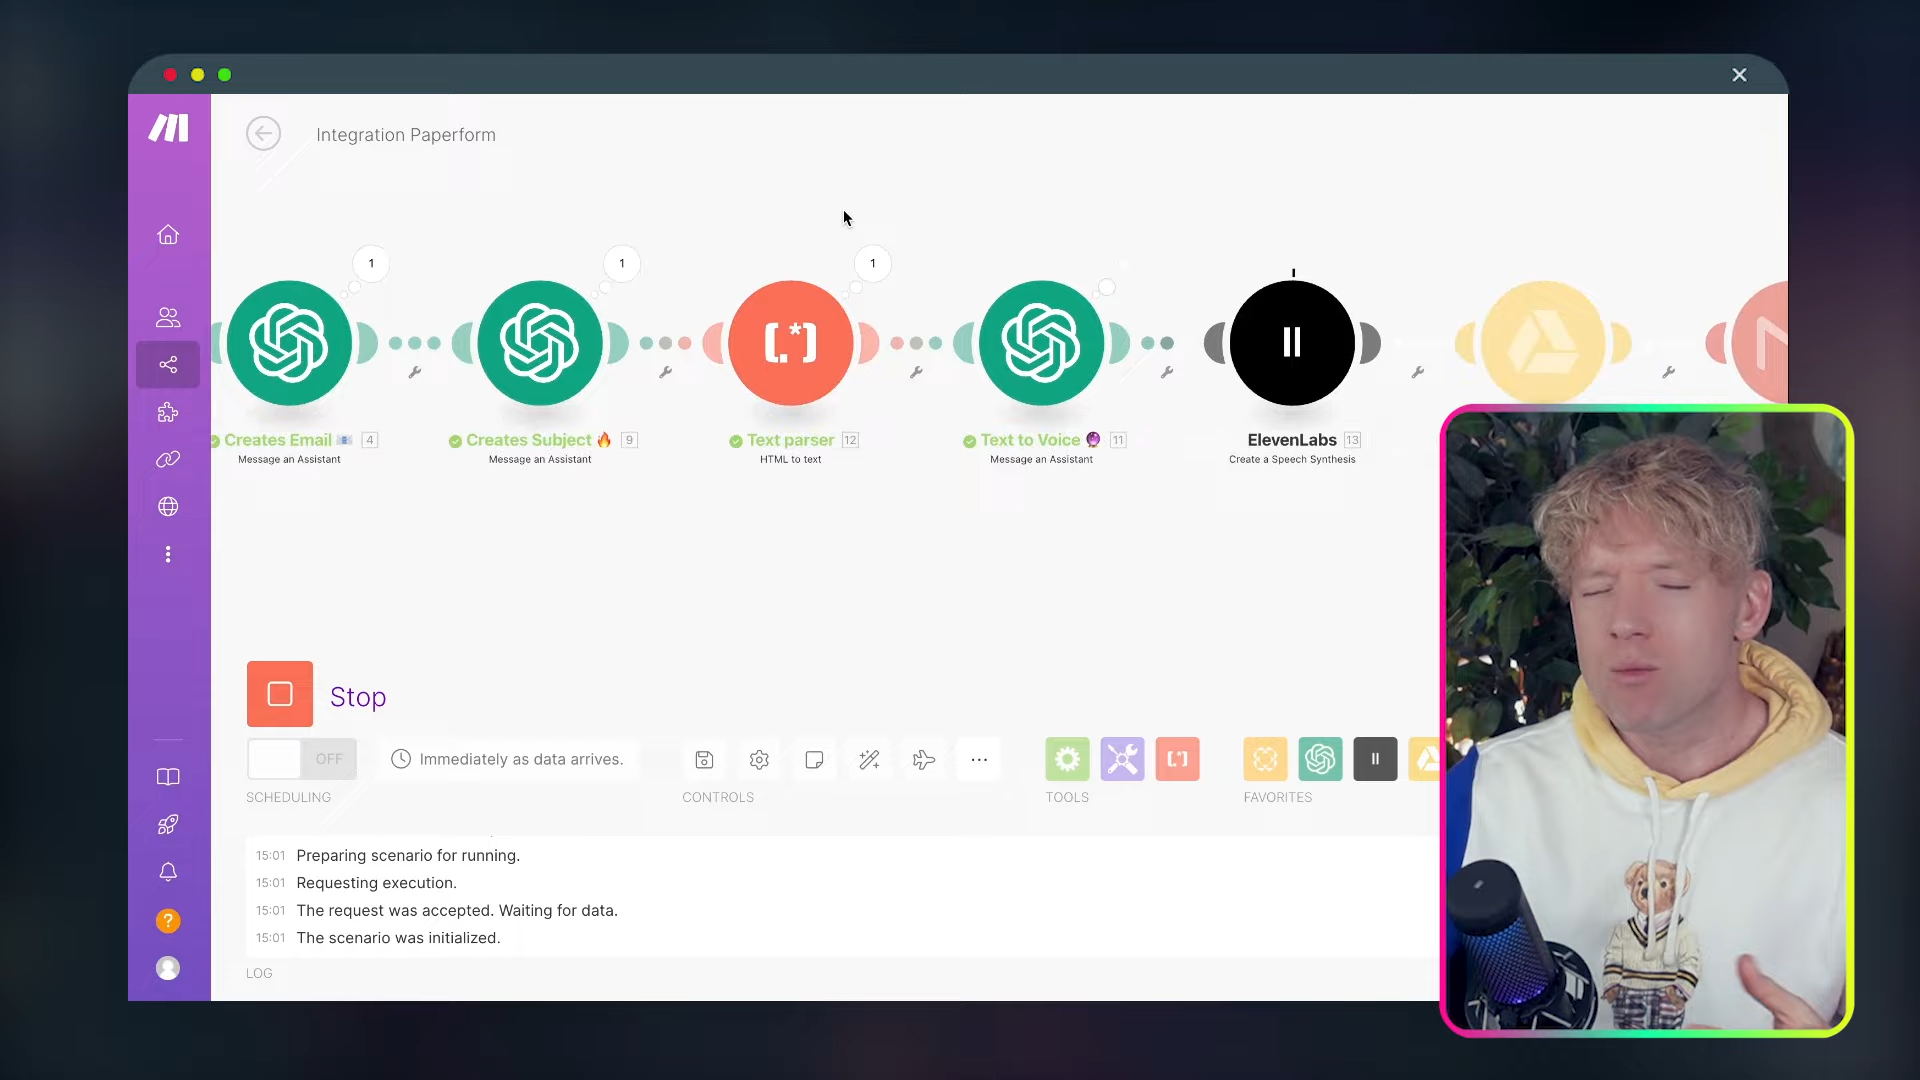 Integration Paperform
1
1
1
[.*]
Creates Email 4
Message an Assistant
Creates Subject 9
Message an Assistant
Text parser 12
HTML to text
Text to Voice 11
Message an Assistant
ElevenLabs 13
Create a Speech Synthesis
Stop
OFF
Immediately as data arrives.
SCHEDULING
CONTROLS
TOOLS
FAVORITES
15:01 Preparing scenario for running.
15:01 Requesting execution.
15:01 The request was accepted. Waiting for data.
15:01 The scenario was initialized.
LOG